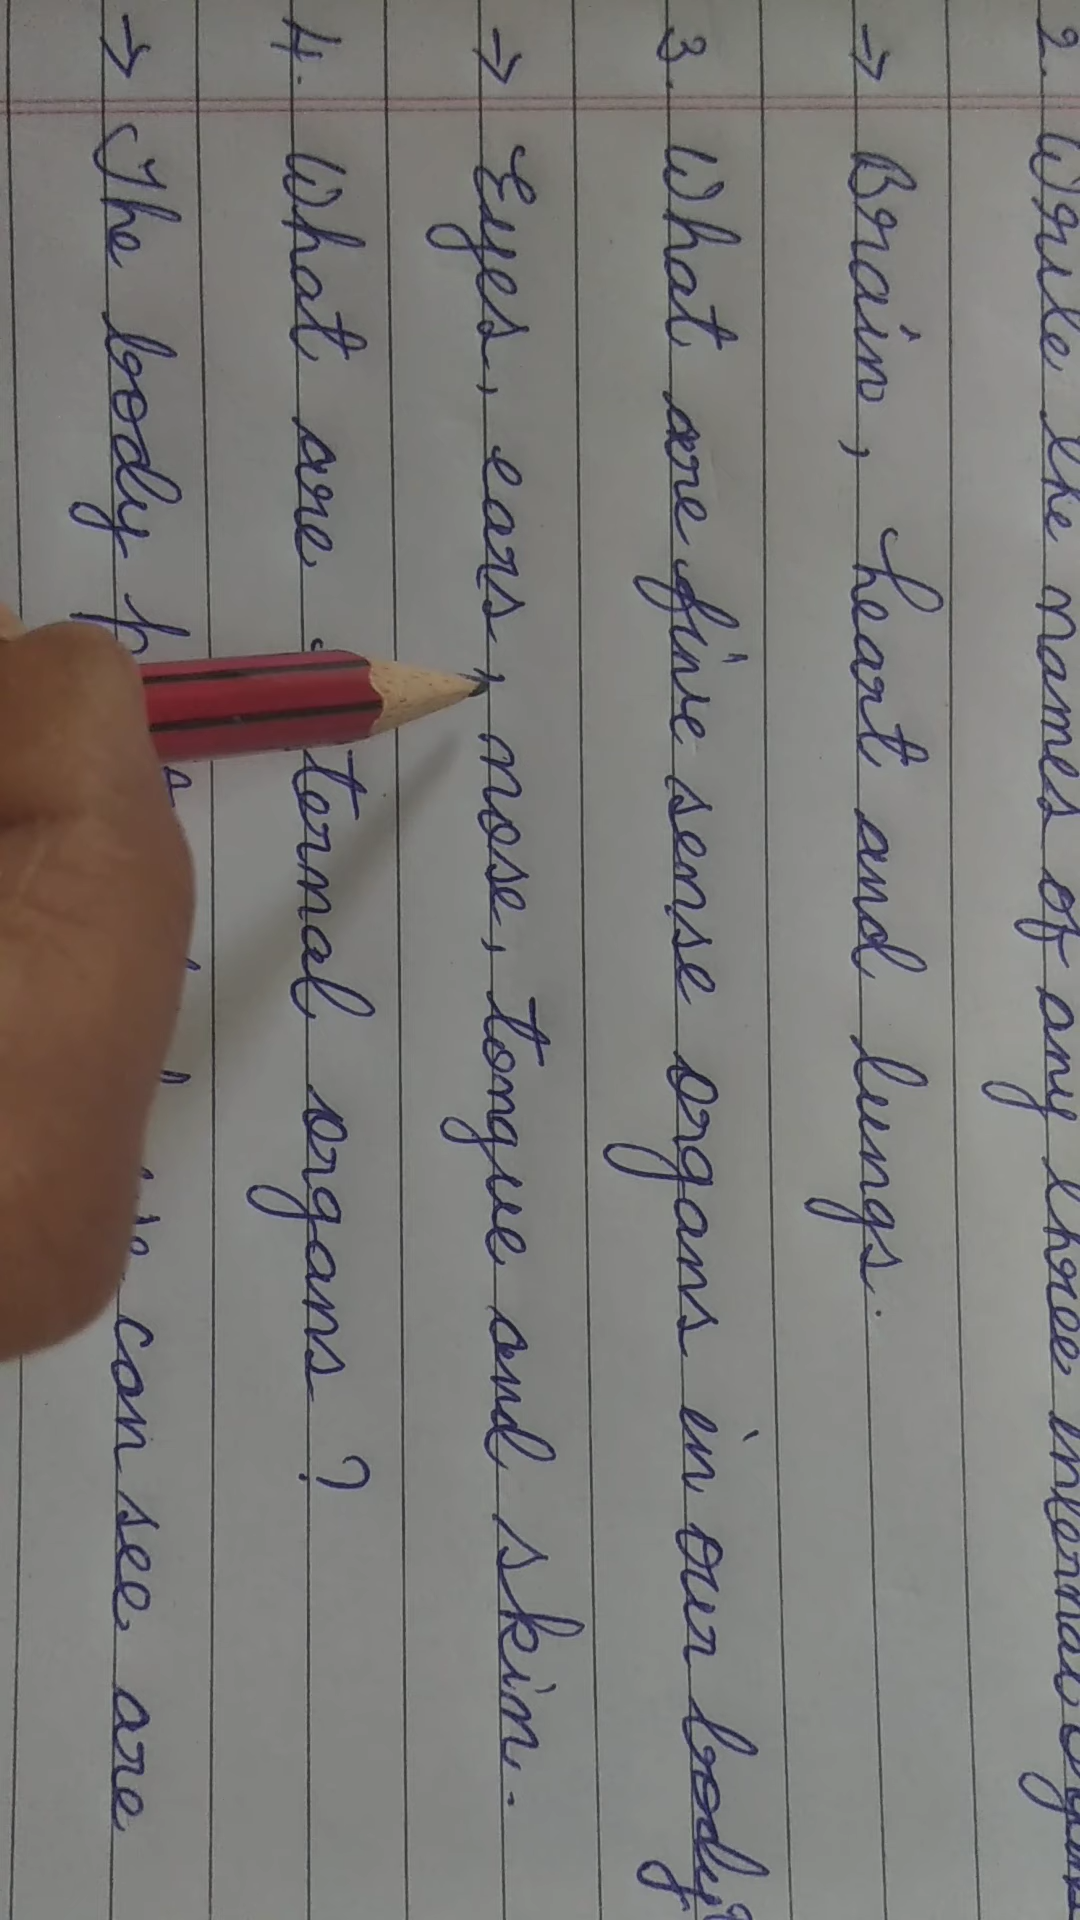 2. Write the names of any three internal organs
→ Brain, heart and lungs.
3. What are five sense organs in our body?
→ Eyes, ears, nose, tongue and skin.
4. What are ternal organs?
→ The body can see are